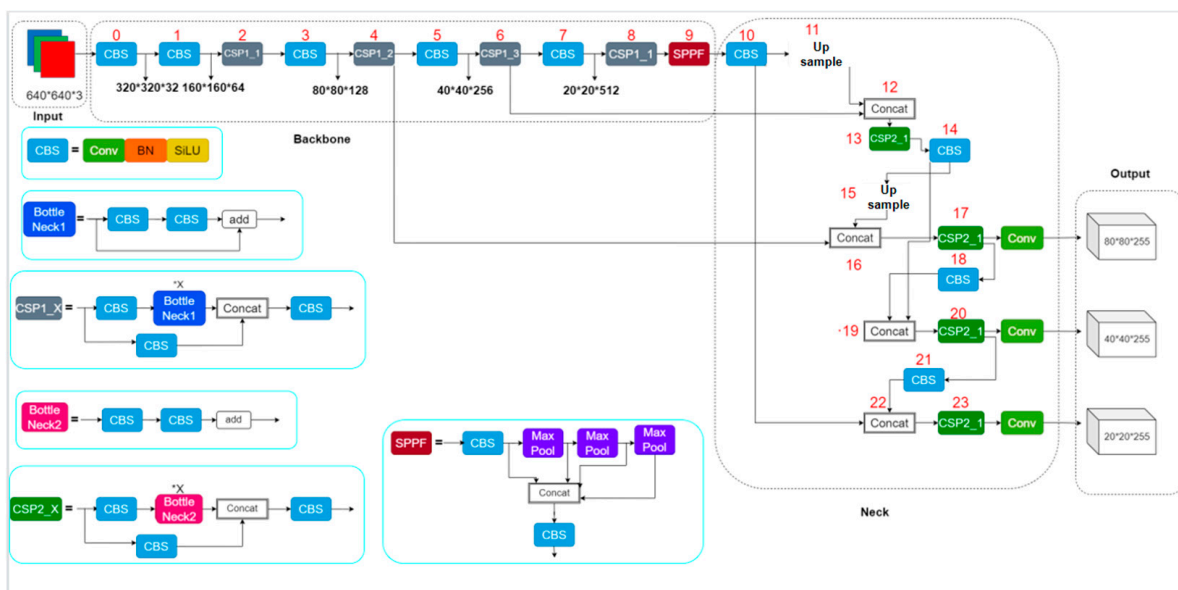 0 1 2 3 4 5 6 7 8 9 10 11
CBS CBS CSP1_1 CBS CSP1_2 CBS CSP1_3 CBS CSP1_1 SPPF CBS Up
sample
320*320*32 160*160*64 80*80*128 40*40*256 20*20*512
640*640*3
Input
Backbone
12
Concat
13 CSP2_1
14
CBS
15 Up
sample
Concat
16
17
CSP2_1 Conv
18
CBS
·19 Concat
20
CSP2_1 Conv
21
CBS
22
Concat
23
CSP2_1 Conv
Neck
Output
80*80*255
40*40*255
20*20*255
CBS = Conv BN SiLU
Bottle
Neck1 = CBS CBS add
*X
CSP1_X = CBS Bottle
Neck1 Concat CBS
CBS
Bottle
Neck2 = CBS CBS add
*X
CSP2_X = CBS Bottle
Neck2 Concat CBS
CBS
SPPF = CBS Max
Pool Max
Pool Max
Pool
Concat
CBS